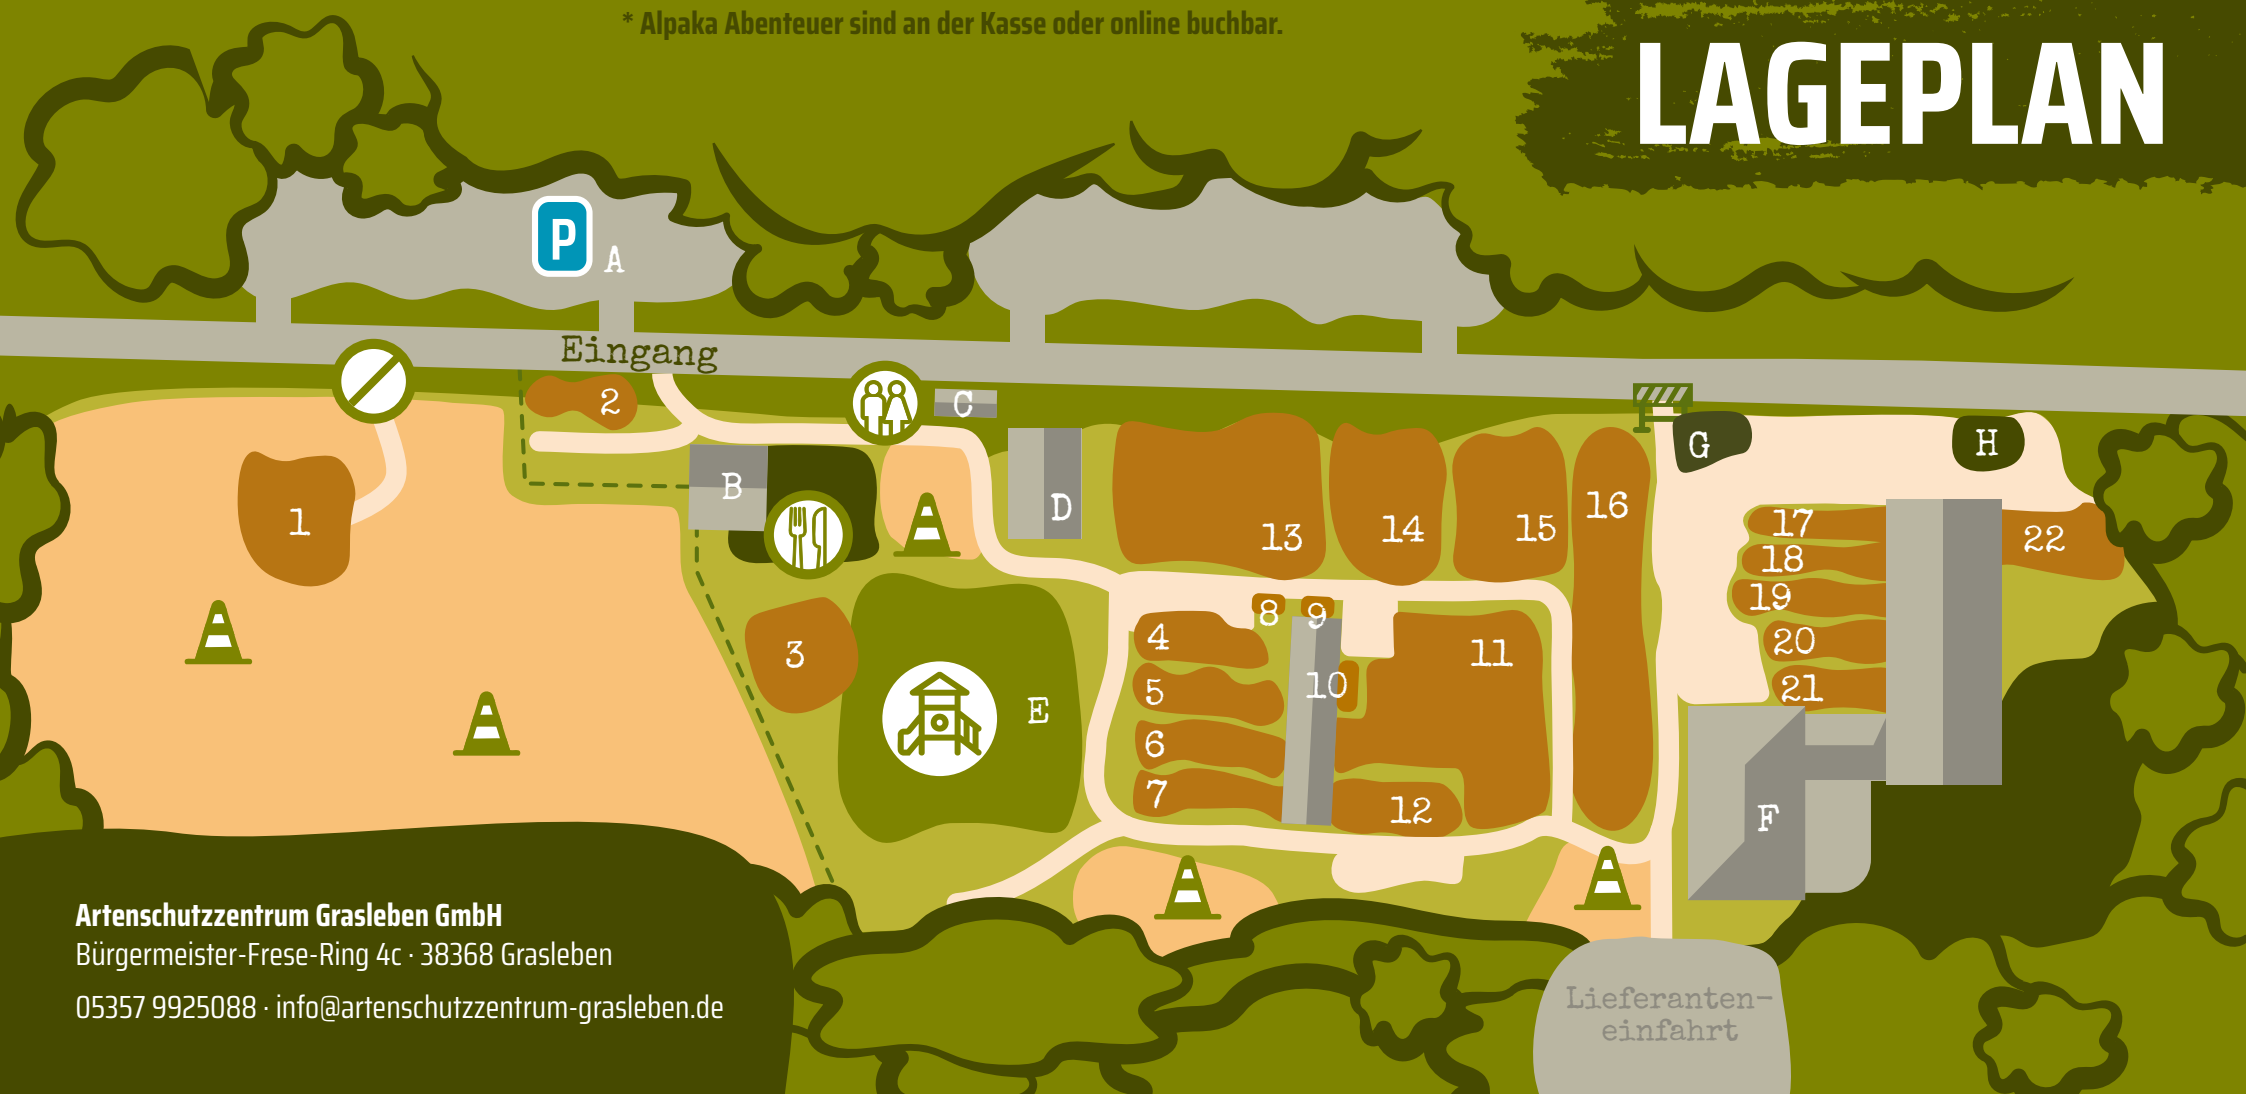 * Alpaka Abenteuer sind an der Kasse oder online buchbar.
LAGEPLAN
P
A
Eingang
2
C
G
H
1
B
D
13
14
15
16
17
18
19
20
21
22
3
E
4
5
6
7
8
9
10
11
12
F
Artenschutzzentrum Grasleben GmbH
Bürgermeister-Frese-Ring 4c · 38368 Grasleben
05357 9925088 · info@artenschutzzentrum-grasleben.de
Lieferanten-
einfahrt